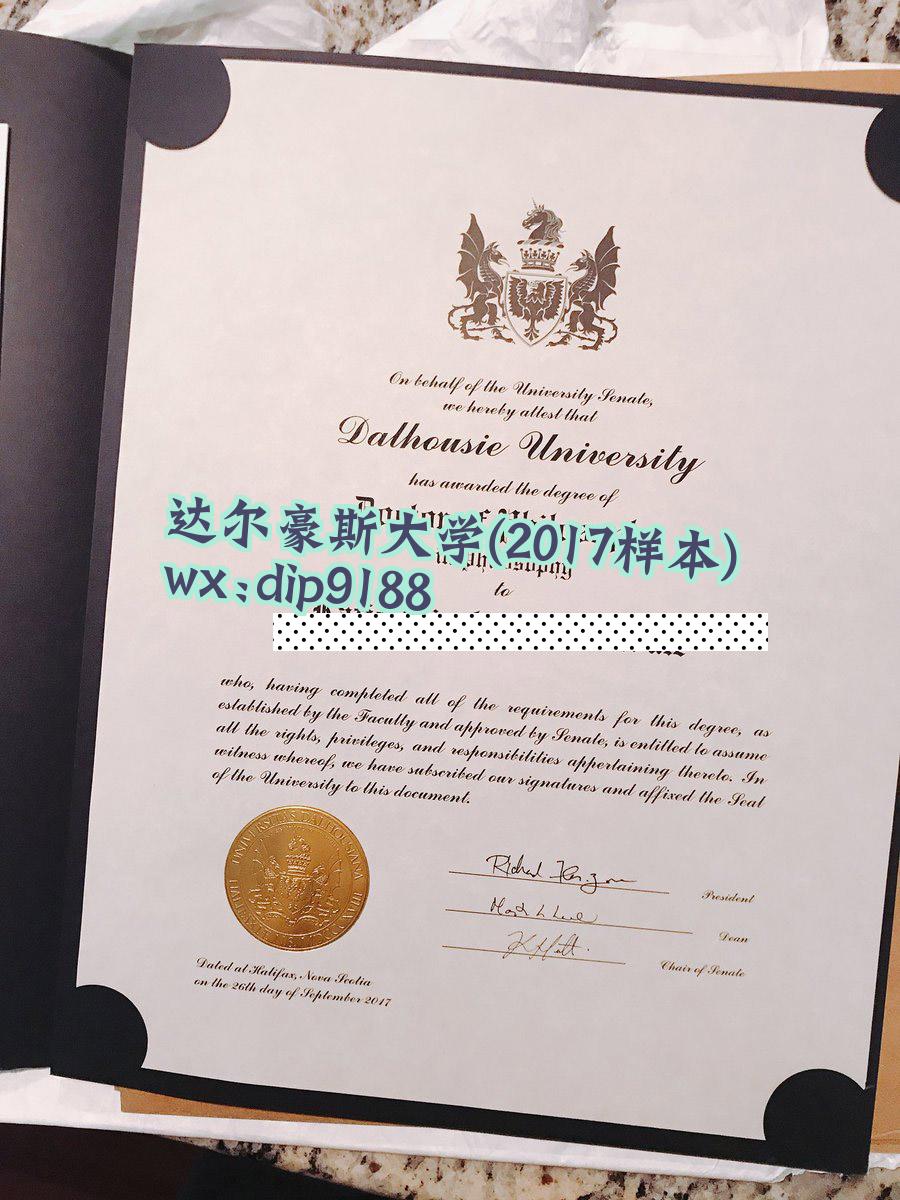 On behalf of the University Senate,
we hereby attest that
Dalhousie University
has awarded the degree of
达尔豪斯大学(2017样本)
wx:dip9188
to
who, having completed all of the requirements for this degree, as
established by the Faculty and approved by Senate, is entitled to assume
all the rights, privileges, and responsibilities appertaining thereto. In
witness whereof, we have subscribed our signatures and affixed the Seal
of the University to this document.
UNIVERSITAS DALHOUSIANA
President
Dean
Chair of Senate
Dated at Halifax, Nova Scotia
on the 26th day of September 2017